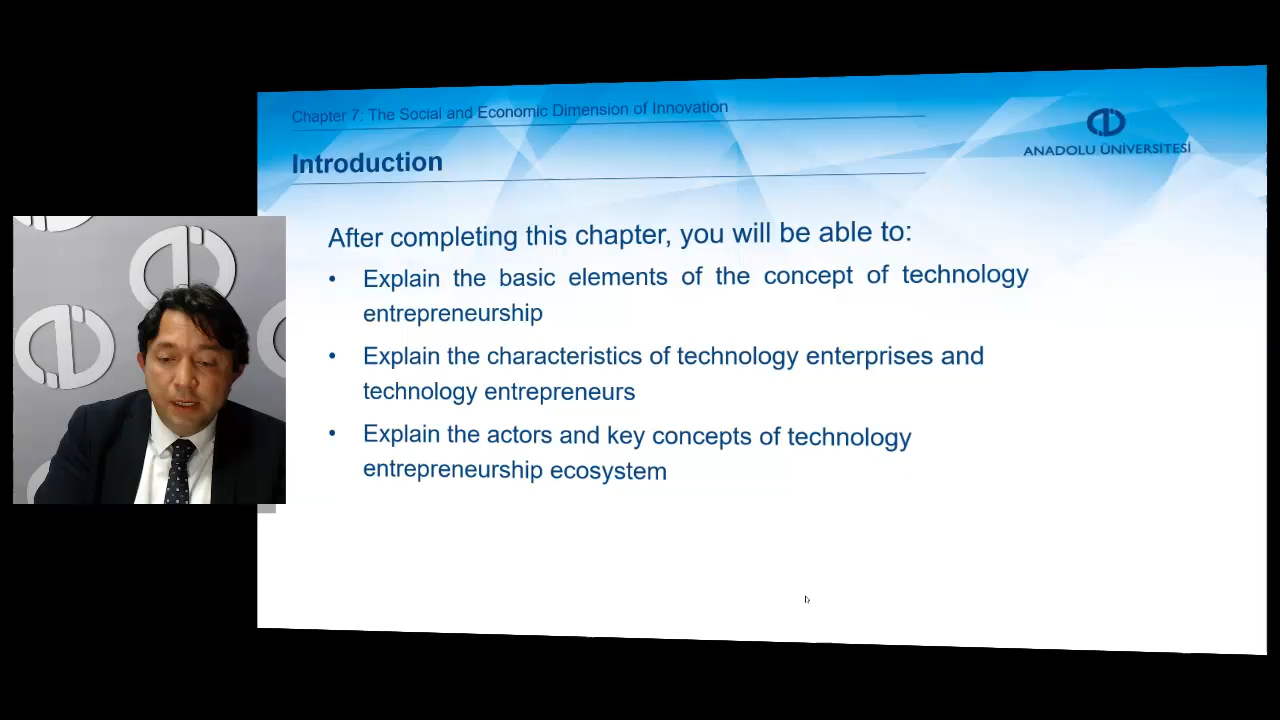 Chapter 7: The Social and Economic Dimension of Innovation
Introduction
ANADOLU ÜNİVERSİTESİ
After completing this chapter, you will be able to:
• Explain the basic elements of the concept of technology
entrepreneurship
• Explain the characteristics of technology enterprises and
technology entrepreneurs
• Explain the actors and key concepts of technology
entrepreneurship ecosystem